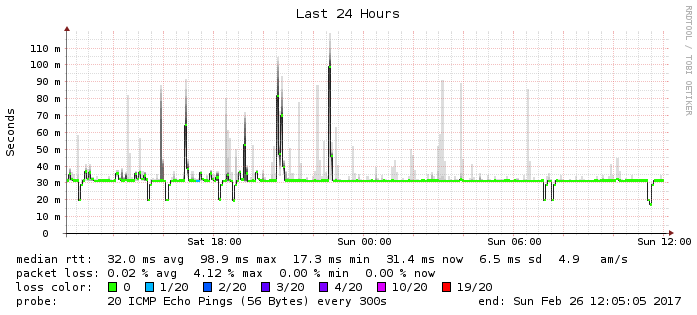 Last 24 Hours
RRDTOOL / TOBI OETIKER
Seconds
110 m
100 m
90 m
80 m
70 m
60 m
50 m
40 m
30 m
20 m
10 m
0
Sat 18:00 Sun 00:00 Sun 06:00 Sun 12:00
median rtt: 32.0 ms avg 98.9 ms max 17.3 ms min 31.4 ms now 6.5 ms sd 4.9 am/s
packet loss: 0.02 % avg 4.12 % max 0.00 % min 0.00 % now
loss color: 0 1/20 2/20 3/20 4/20 10/20 19/20
probe: 20 ICMP Echo Pings (56 Bytes) every 300s end: Sun Feb 26 12:05:05 2017